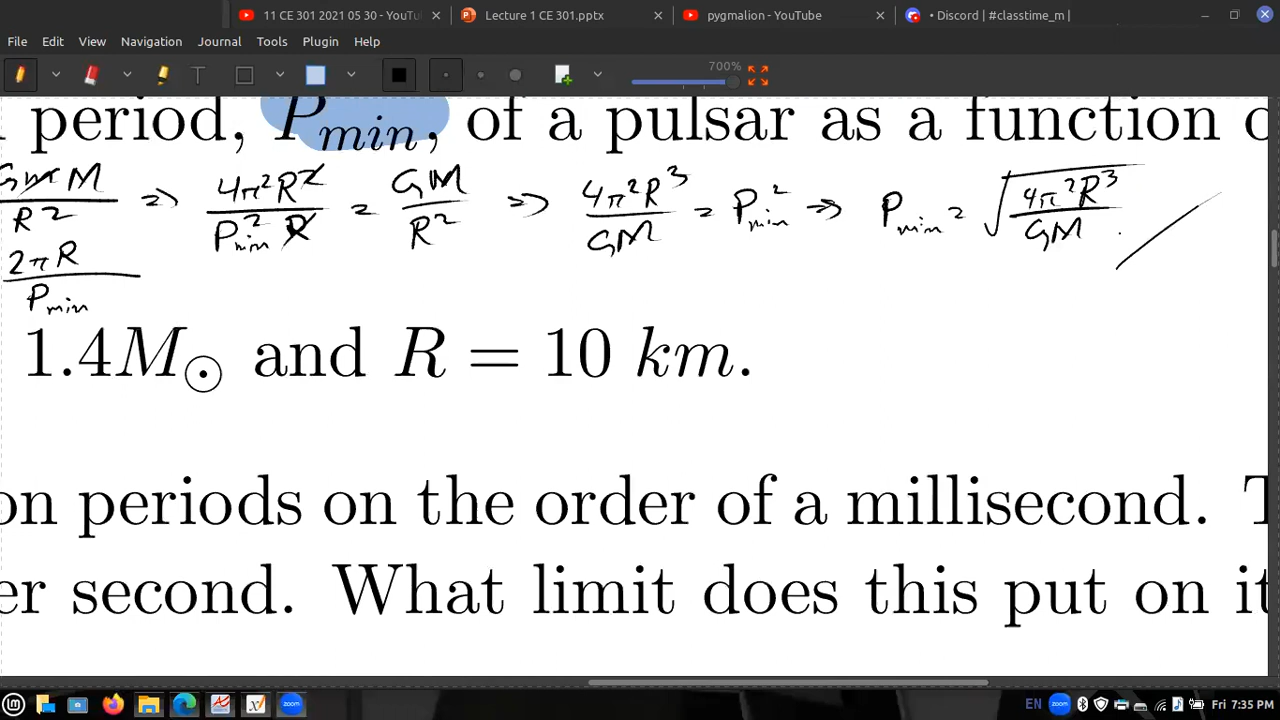 11 CE 301 2021 05 30 - YouTu
Lecture 1 CE 301.pptx
pygmalion - YouTube
• Discord | #classtime_m |
File Edit View Navigation Journal Tools Plugin Help
700%
period, P_min, of a pulsar as a function
GmM/R² => 4π²R²/P²_min R = GM/R² => 4π²R³/GM = P²_min => P_min = √(4π²R³/GM)
2πR/P_min
1.4M⊙ and R = 10 km.
on periods on the order of a millisecond. T
er second. What limit does this put on it
EN zoom Fri 7:35 PM